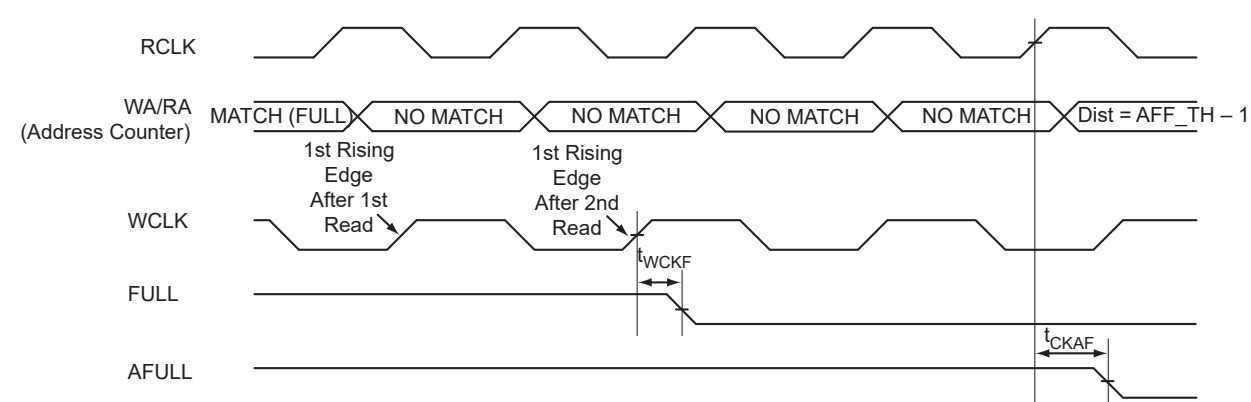 RCLK
WA/RA
(Address Counter)
MATCH (FULL)
NO MATCH
NO MATCH
NO MATCH
NO MATCH
Dist = AFF_TH – 1
1st Rising
Edge
After 1st
Read
1st Rising
Edge
After 2nd
Read
WCLK
tWCKF
FULL
tCKAF
AFULL